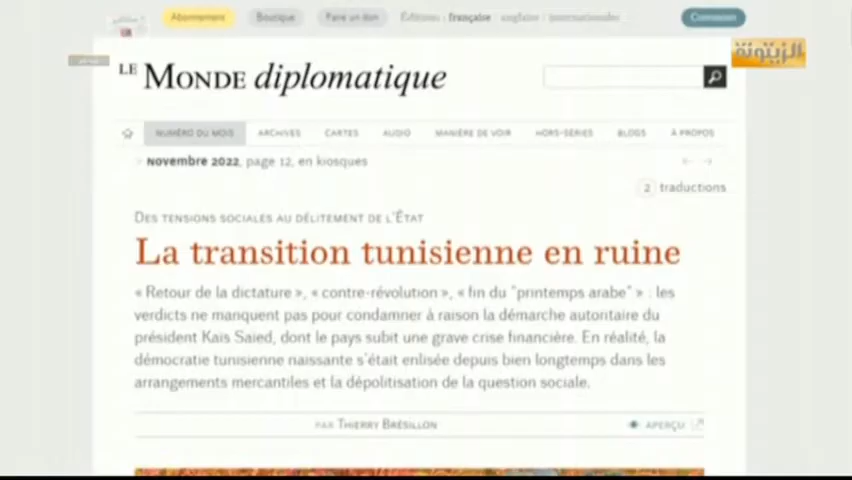 Abonnement Boutique Faire un don Éditions : française | anglaise | internationales Connexion
الزيتونة
LE MONDE diplomatique
NUMÉRO DU MOIS ARCHIVES CARTES AUDIO MANIÈRE DE VOIR HORS-SÉRIES BLOGS À PROPOS
> novembre 2022, page 12, en kiosques ← →
2 traductions
DES TENSIONS SOCIALES AU DÉLITEMENT DE L'ÉTAT
La transition tunisienne en ruine
« Retour de la dictature », « contre-révolution », « fin du "printemps arabe" » : les
verdicts ne manquent pas pour condamner à raison la démarche autoritaire du
président Kaïs Saied, dont le pays subit une grave crise financière. En réalité, la
démocratie tunisienne naissante s'était enlisée depuis bien longtemps dans les
arrangements mercantiles et la dépolitisation de la question sociale.
PAR THIERRY BRÉSILLON APERÇU